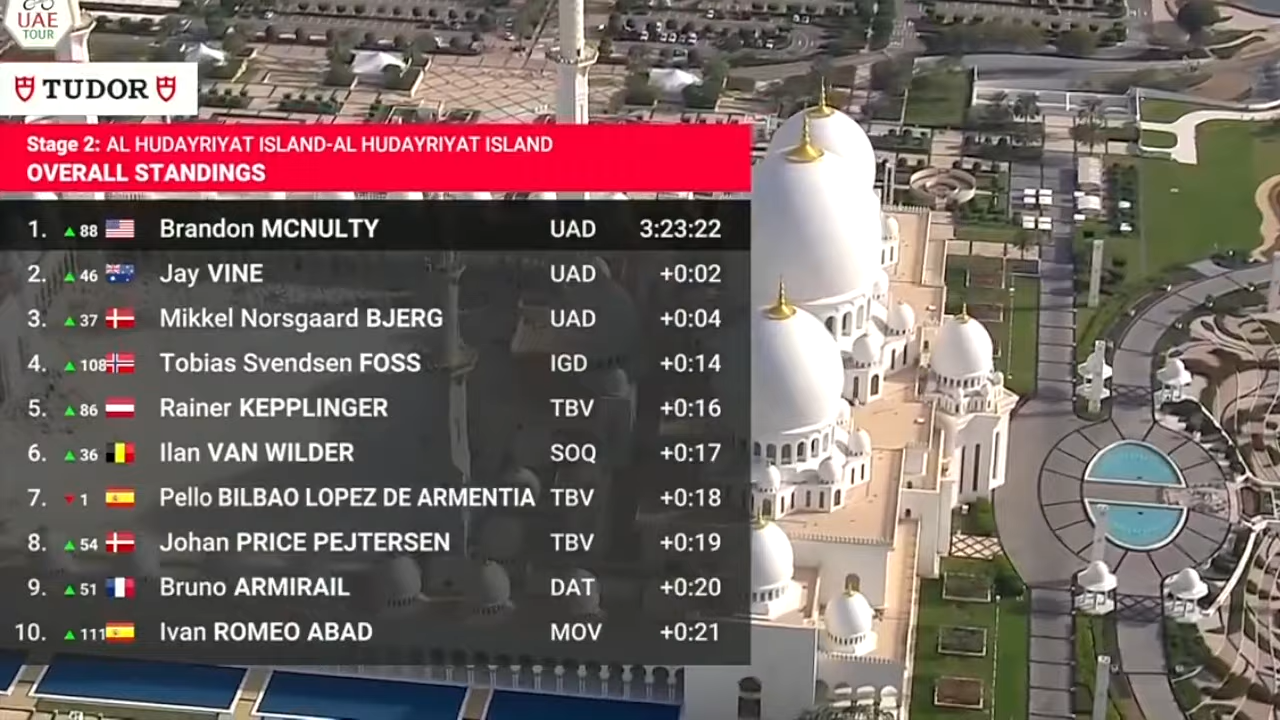 UAE
TOUR
TUDOR
Stage 2: AL HUDAYRIYAT ISLAND-AL HUDAYRIYAT ISLAND
OVERALL STANDINGS
1. 88 Brandon MCNULTY UAD 3:23:22
2. 46 Jay VINE UAD +0:02
3. 37 Mikkel Norsgaard BJERG UAD +0:04
4. 108 Tobias Svendsen FOSS IGD +0:14
5. 86 Rainer KEPPLINGER TBV +0:16
6. 36 Ilan VAN WILDER SOQ +0:17
7. 1 Pello BILBAO LOPEZ DE ARMENTIA TBV +0:18
8. 54 Johan PRICE PEJTERSEN TBV +0:19
9. 51 Bruno ARMIRAIL DAT +0:20
10. 111 Ivan ROMEO ABAD MOV +0:21